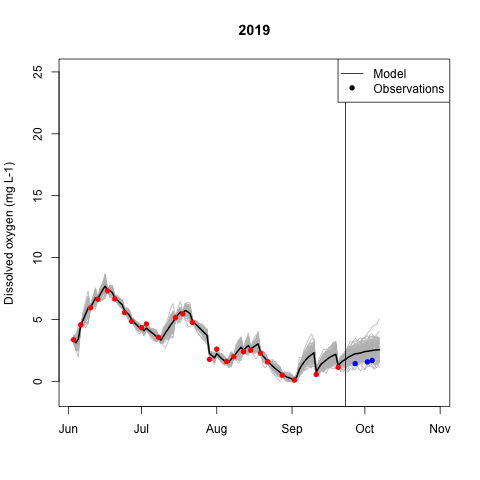 2019
Model
Observations
Dissolved oxygen (mg L-1)
25
20
15
10
5
0
Jun Jul Aug Sep Oct Nov